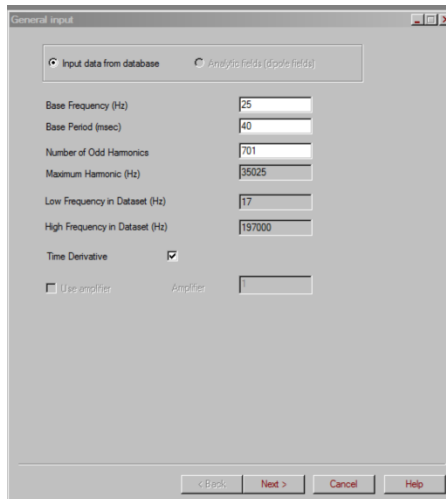 General input
Input data from database Analytic fields (dipole fields)
Base Frequency (Hz) 25
Base Period (msec) 40
Number of Odd Harmonics 701
Maximum Harmonic (Hz) 35025
Low Frequency in Dataset (Hz) 17
High Frequency in Dataset (Hz) 197000
Time Derivative
Use amplifier Amplifier 1
< Back Next > Cancel Help